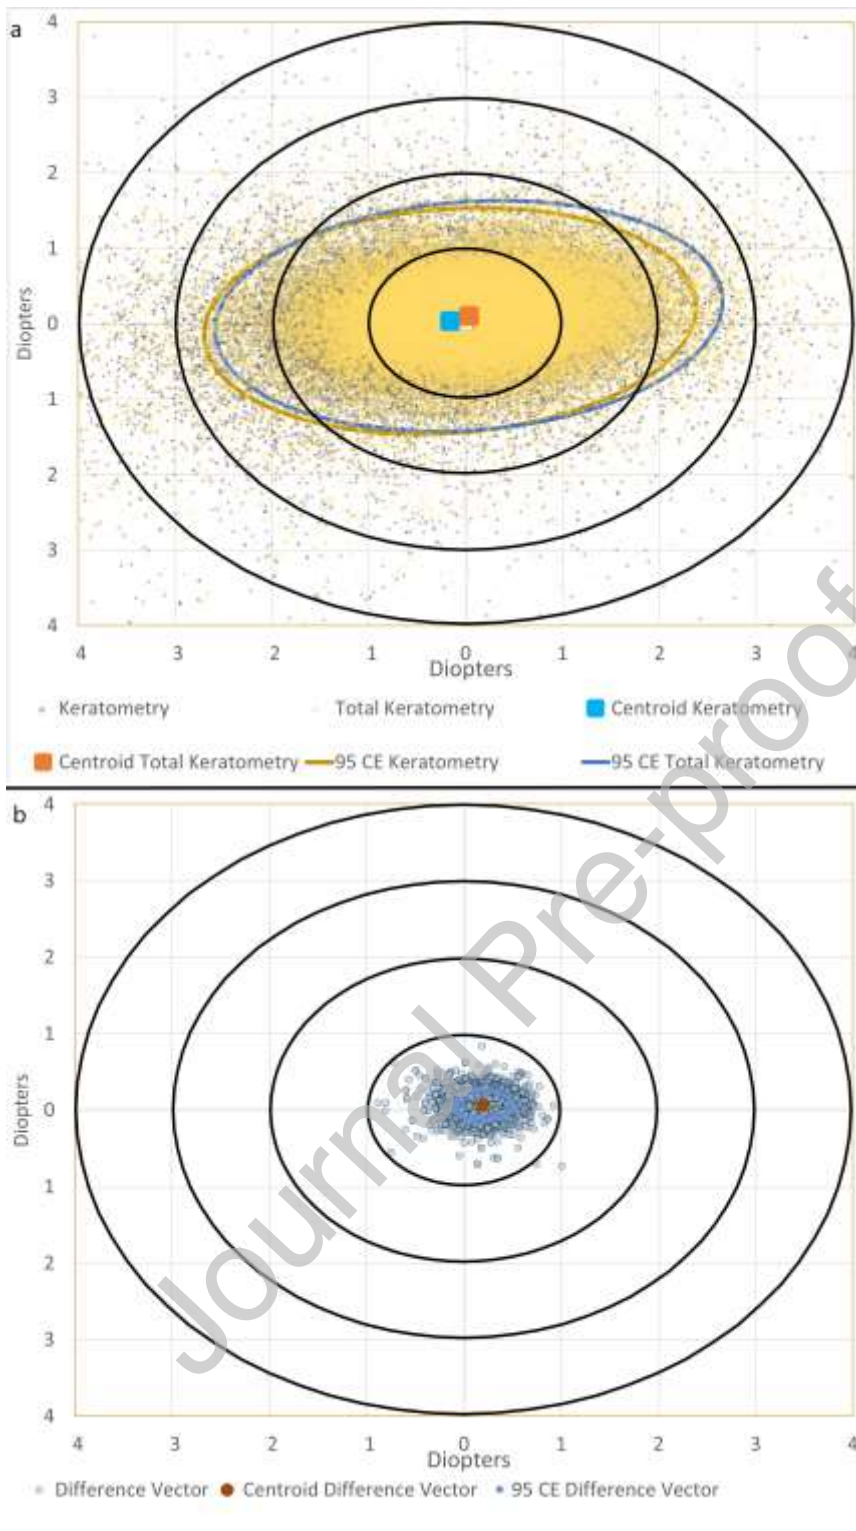 a
4
3
2
1
0
1
2
3
4
Diopters
4 3 2 1 0 1 2 3 4
Diopters
Keratometry Total Keratometry Centroid Keratometry
Centroid Total Keratometry 95 CE Keratometry 95 CE Total Keratometry
b
4
3
2
1
0
1
2
3
4
Diopters
4 3 2 1 0 1 2 3 4
Diopters
Difference Vector Centroid Difference Vector 95 CE Difference Vector
Journal Pre-proof